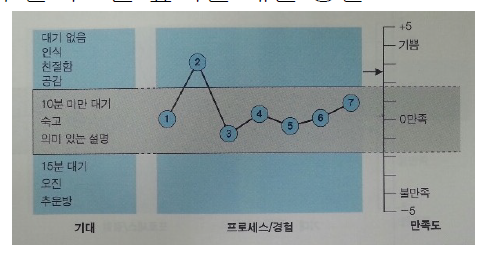 대기 없음
인식
친절함
공감
10분 미만 대기
숙고
의미 있는 설명
15분 대기
오진
추문방
1
2
3
4
5
6
7
+5
기쁨
0만족
불만족
-5
기대
프로세스/경험
만족도